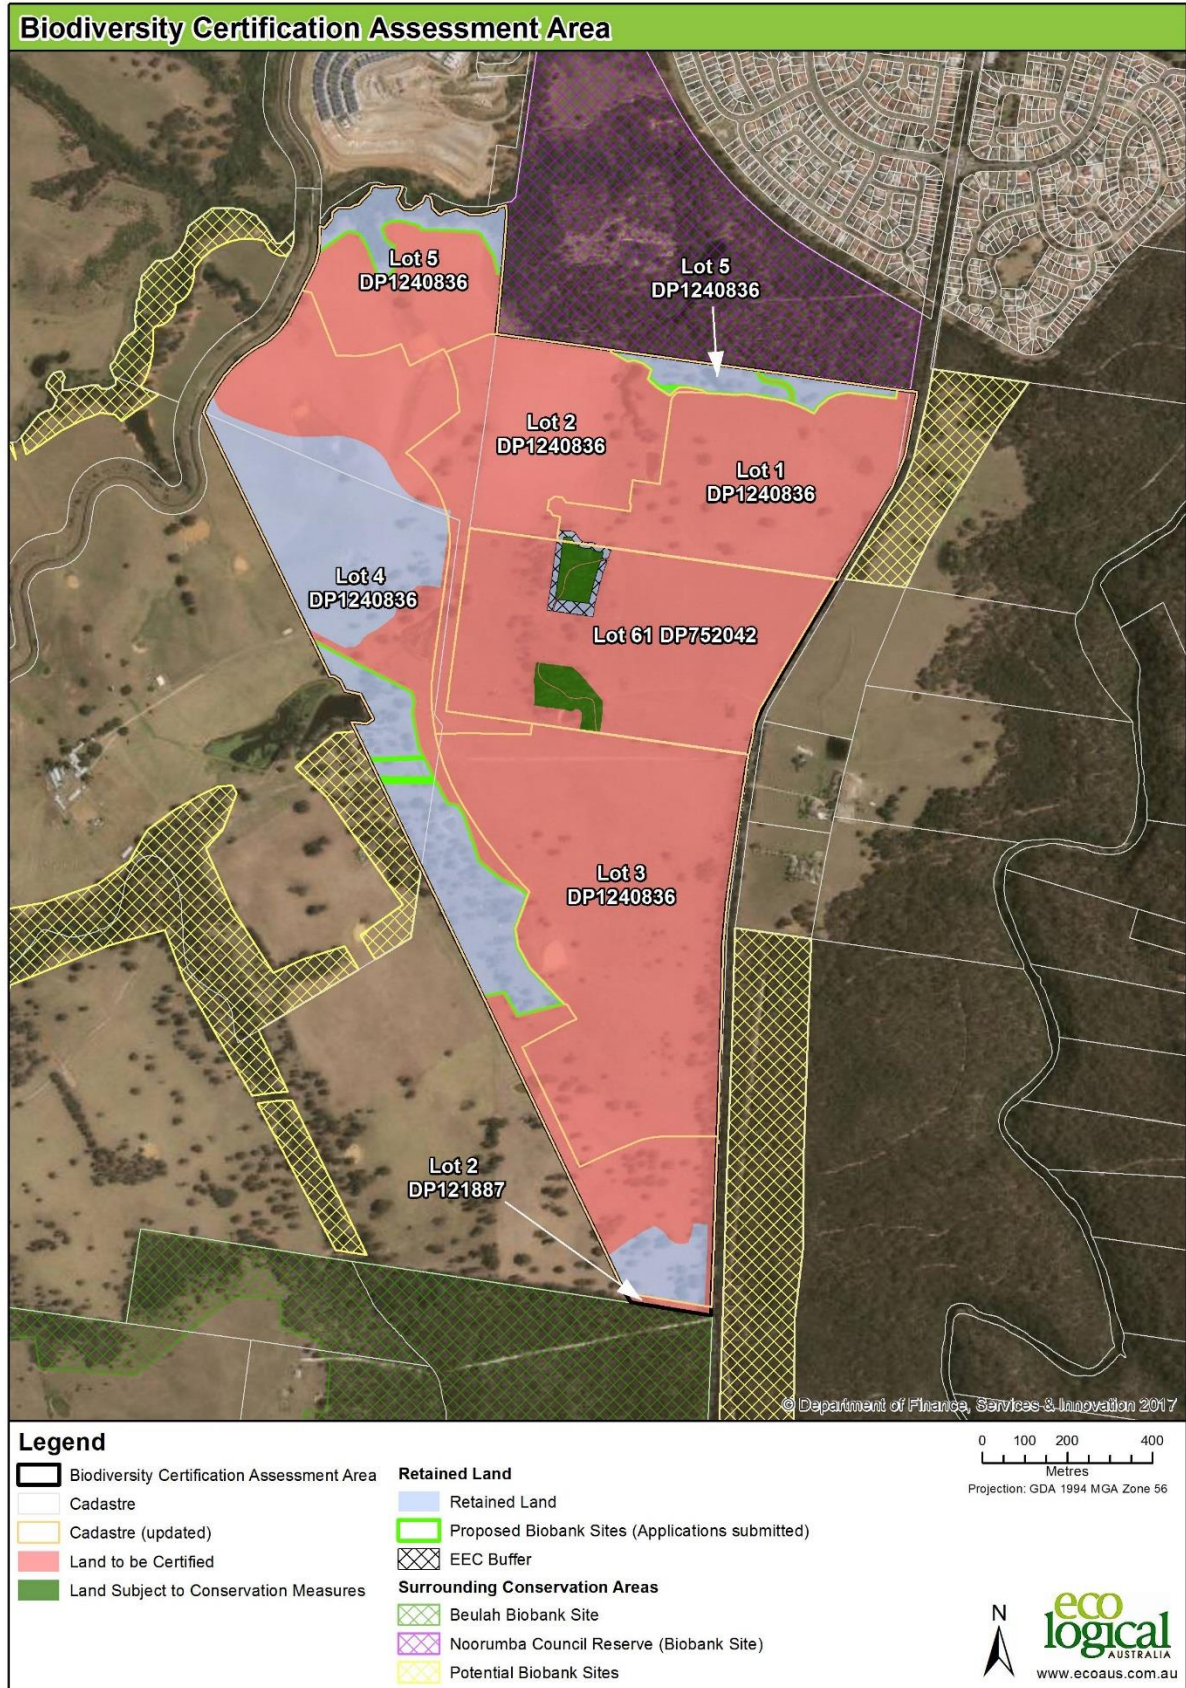 Biodiversity Certification Assessment Area
Lot 5
DP1240836
Lot 5
DP1240836
Lot 2
DP1240836
Lot 1
DP1240836
Lot 4
DP1240836
Lot 61 DP752042
Lot 3
DP1240836
Lot 2
DP121887
© Department of Finance, Services & Innovation 2017
Legend
Biodiversity Certification Assessment Area
Cadastre
Cadastre (updated)
Land to be Certified
Land Subject to Conservation Measures
Retained Land
Retained Land
Proposed Biobank Sites (Applications submitted)
EEC Buffer
Surrounding Conservation Areas
Beulah Biobank Site
Noorumba Council Reserve (Biobank Site)
Potential Biobank Sites
0 100 200 400
Metres
Projection: GDA 1994 MGA Zone 56
N
eco
logical
AUSTRALIA
www.ecoaus.com.au